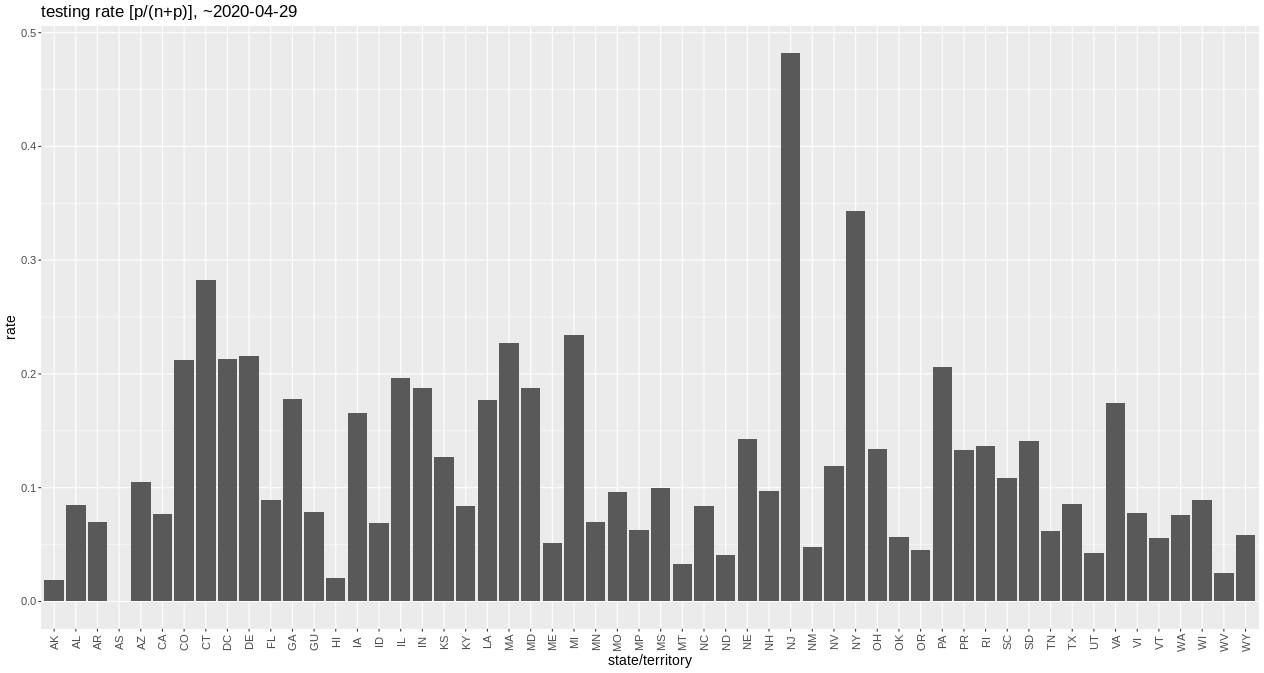 testing rate [p/(n+p)], ~2020-04-29
0.5
0.4
0.3
0.2
0.1
0.0
rate
AK AL AR AS AZ CA CO CT DC DE FL GA GU HI IA ID IL IN KS KY LA MA MD ME MI MN MO MP MS MT NC ND NE NH NJ NM NV NY OH OK OR PA PR RI SC SD TN TX UT VA VI VT WA WI WV WY
state/territory